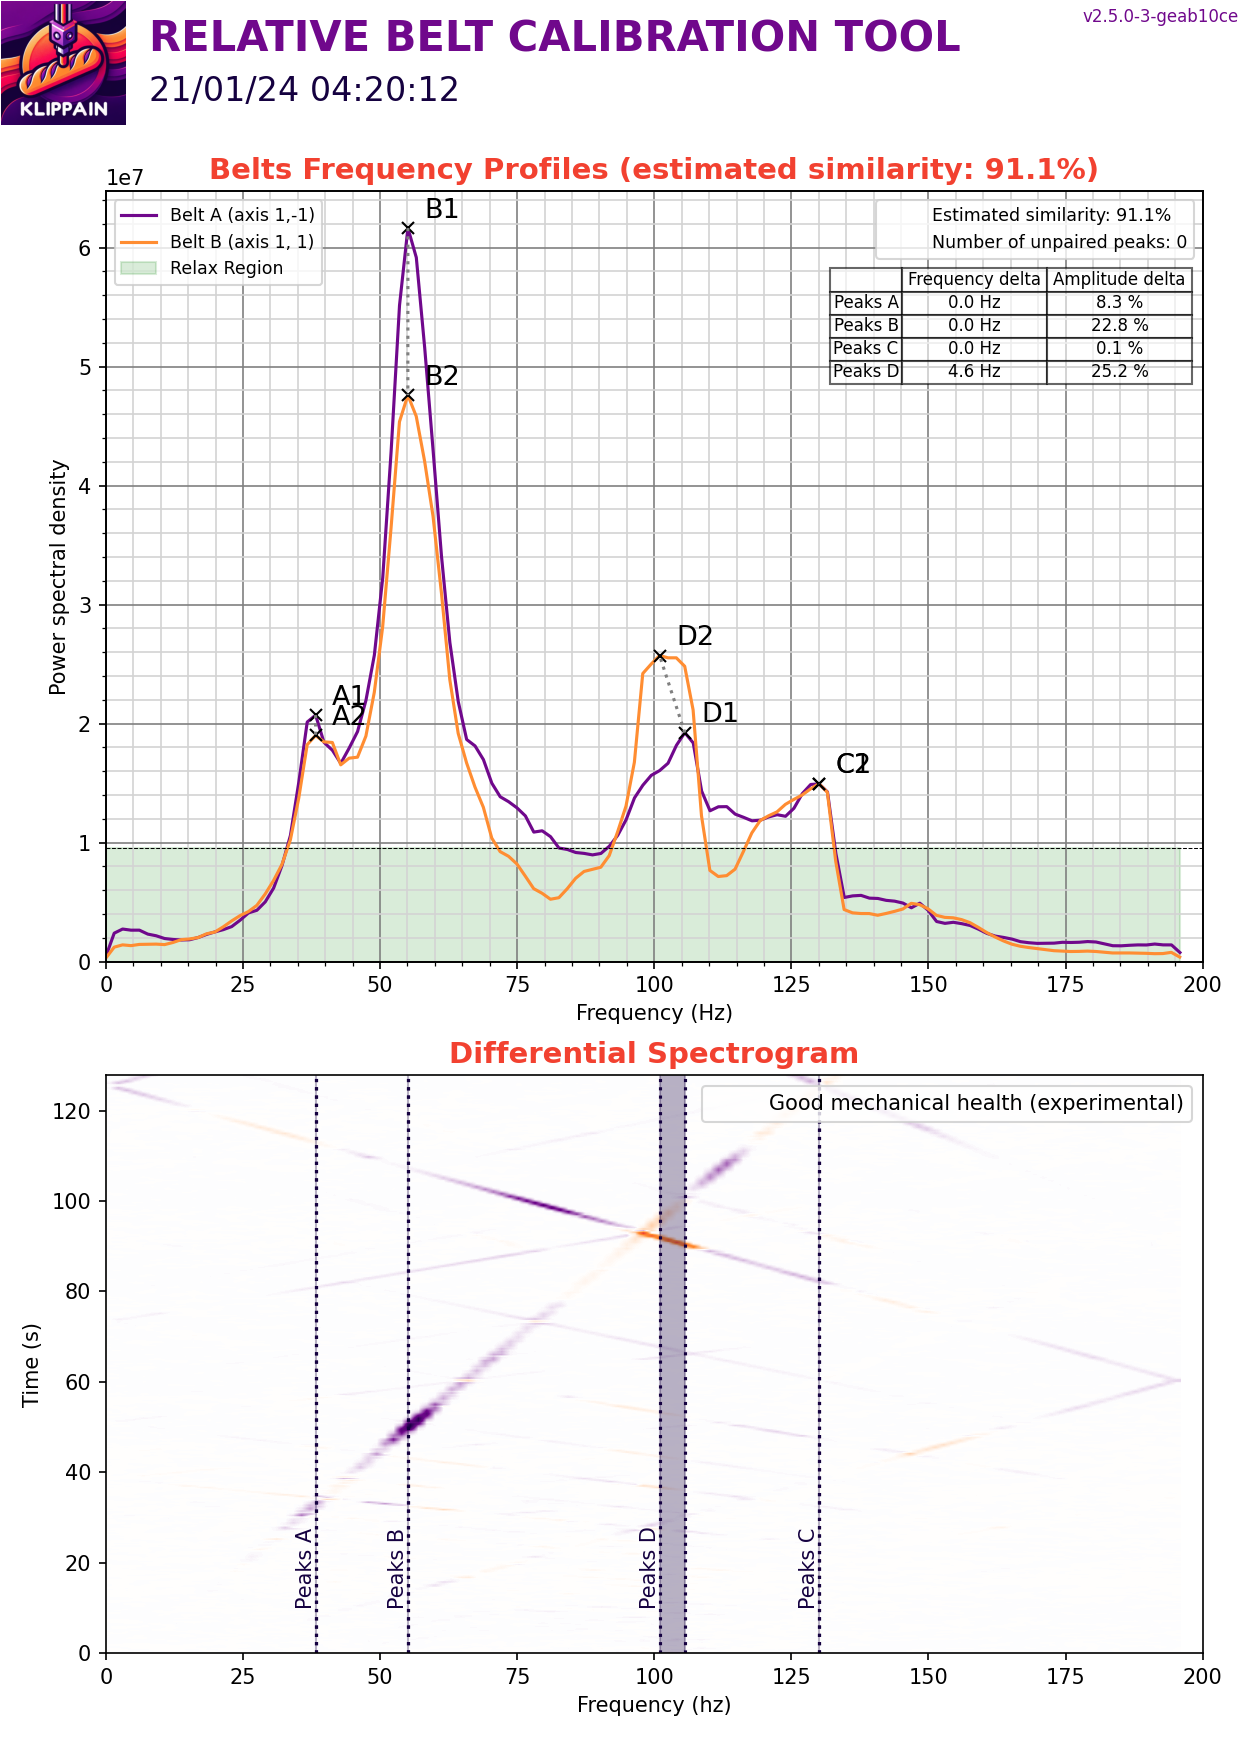 KLIPPAIN
RELATIVE BELT CALIBRATION TOOL
v2.5.0-3-geab10ce
21/01/24 04:20:12
Belts Frequency Profiles (estimated similarity: 91.1%)
1e7
Belt A (axis 1,-1)
Belt B (axis 1, 1)
Relax Region
Estimated similarity: 91.1%
Number of unpaired peaks: 0
Frequency delta Amplitude delta
Peaks A 0.0 Hz 8.3 %
Peaks B 0.0 Hz 22.8 %
Peaks C 0.0 Hz 0.1 %
Peaks D 4.6 Hz 25.2 %
B1
B2
D2
A1
A2
D1
C1
C2
Power spectral density
6
5
4
3
2
1
0
0 25 50 75 100 125 150 175 200
Frequency (Hz)
Differential Spectrogram
Good mechanical health (experimental)
Time (s)
120
100
80
60
40
20
0
Peaks A
Peaks B
Peaks D
Peaks C
0 25 50 75 100 125 150 175 200
Frequency (hz)